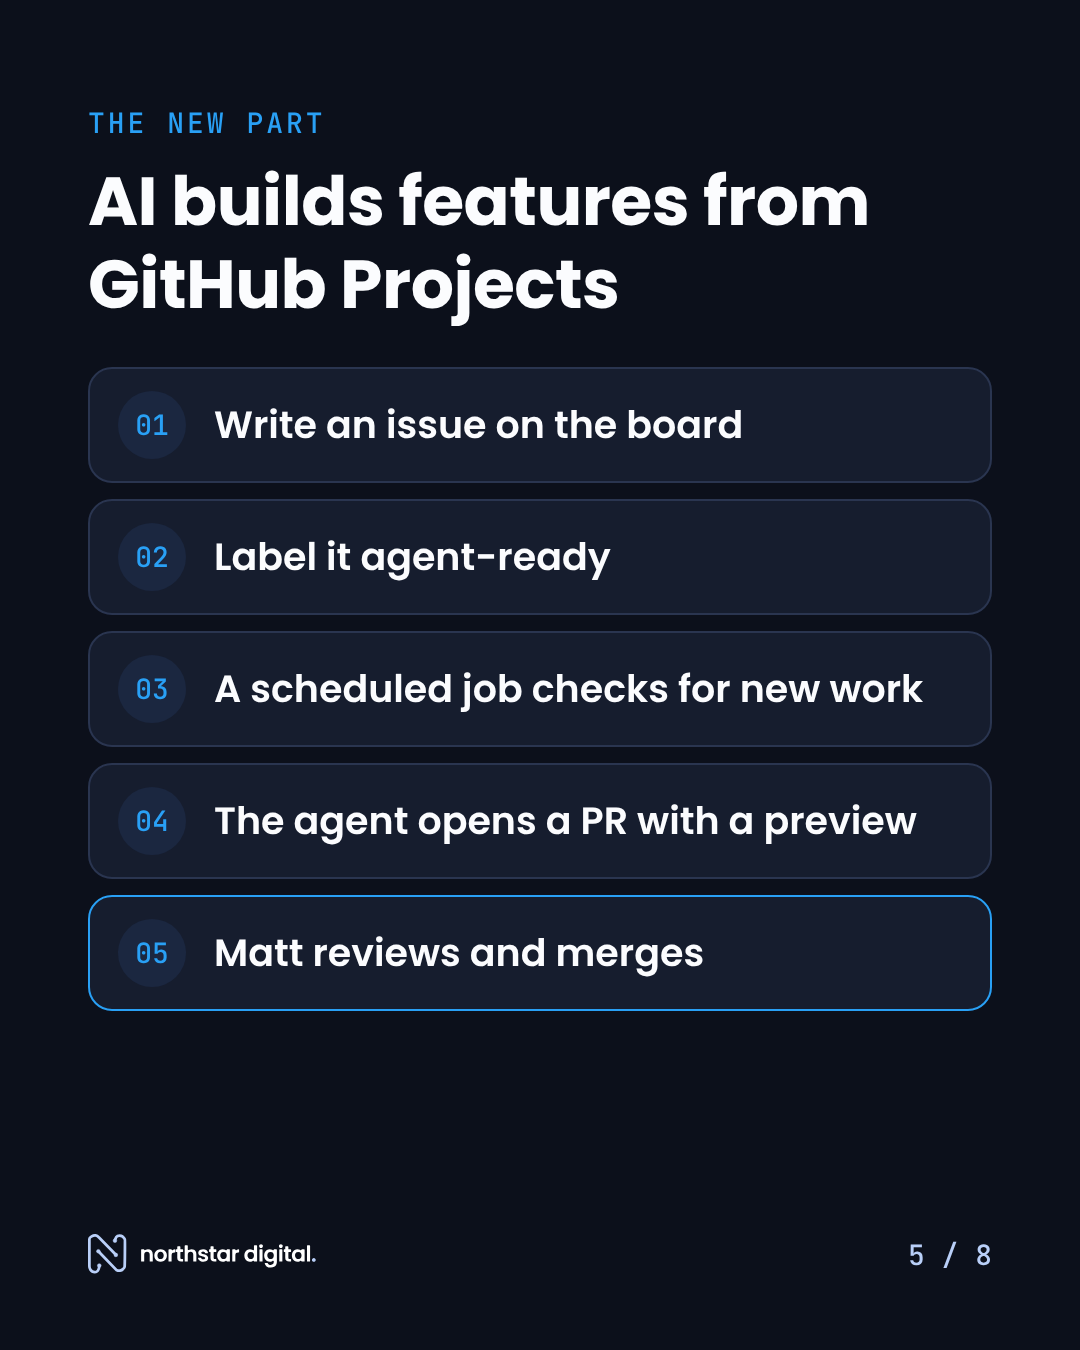 THE NEW PART
AI builds features from
GitHub Projects
01 Write an issue on the board
02 Label it agent-ready
03 A scheduled job checks for new work
04 The agent opens a PR with a preview
05 Matt reviews and merges
northstar digital.
5 / 8